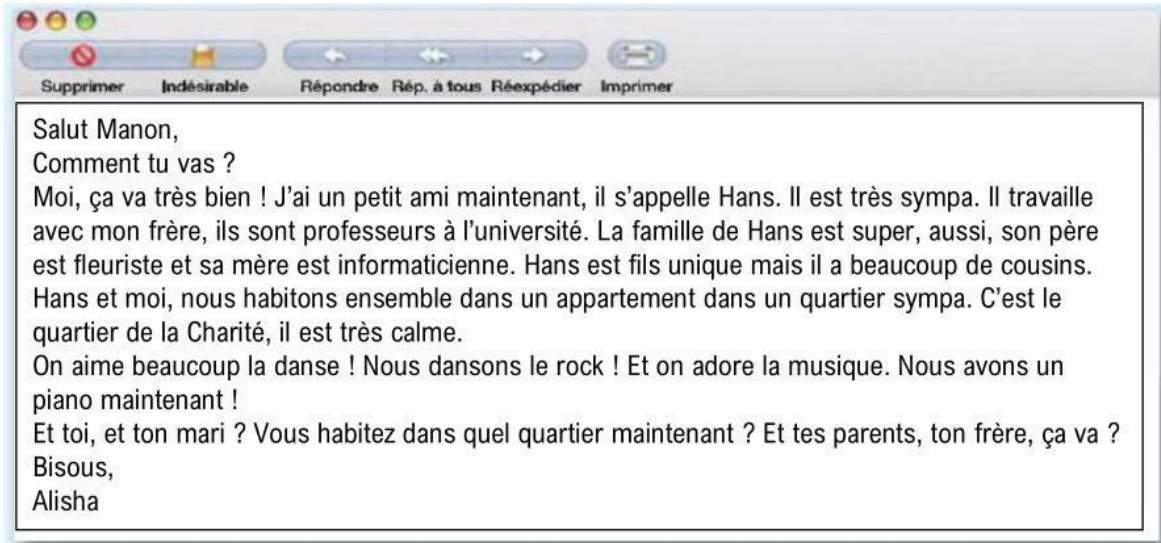 Supprimer Indésirable Répondre Rép. à tous Réexpédier Imprimer
Salut Manon,
Comment tu vas ?
Moi, ça va très bien ! J'ai un petit ami maintenant, il s'appelle Hans. Il est très sympa. Il travaille
avec mon frère, ils sont professeurs à l'université. La famille de Hans est super, aussi, son père
est fleuriste et sa mère est informaticienne. Hans est fils unique mais il a beaucoup de cousins.
Hans et moi, nous habitons ensemble dans un appartement dans un quartier sympa. C'est le
quartier de la Charité, il est très calme.
On aime beaucoup la danse ! Nous dansons le rock ! Et on adore la musique. Nous avons un
piano maintenant !
Et toi, et ton mari ? Vous habitez dans quel quartier maintenant ? Et tes parents, ton frère, ça va ?
Bisous,
Alisha